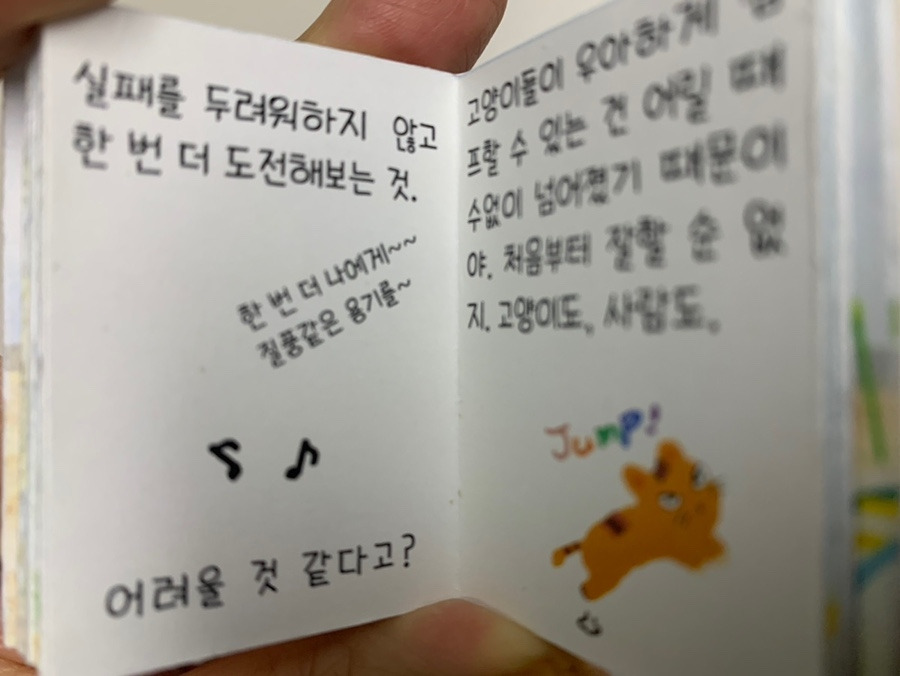 실패를 두려워하지 않고
한 번 더 도전해보는 것.
한 번 더 나에게~~
질풍같은 용기를~
어려울 것 같다고?
고양이들이 우아하게
프할 수 있는 건 어릴 때
수없이 넘어졌기 때문이
야. 처음부터 잘할 순 없
지. 고양이도, 사람도.
Jump!